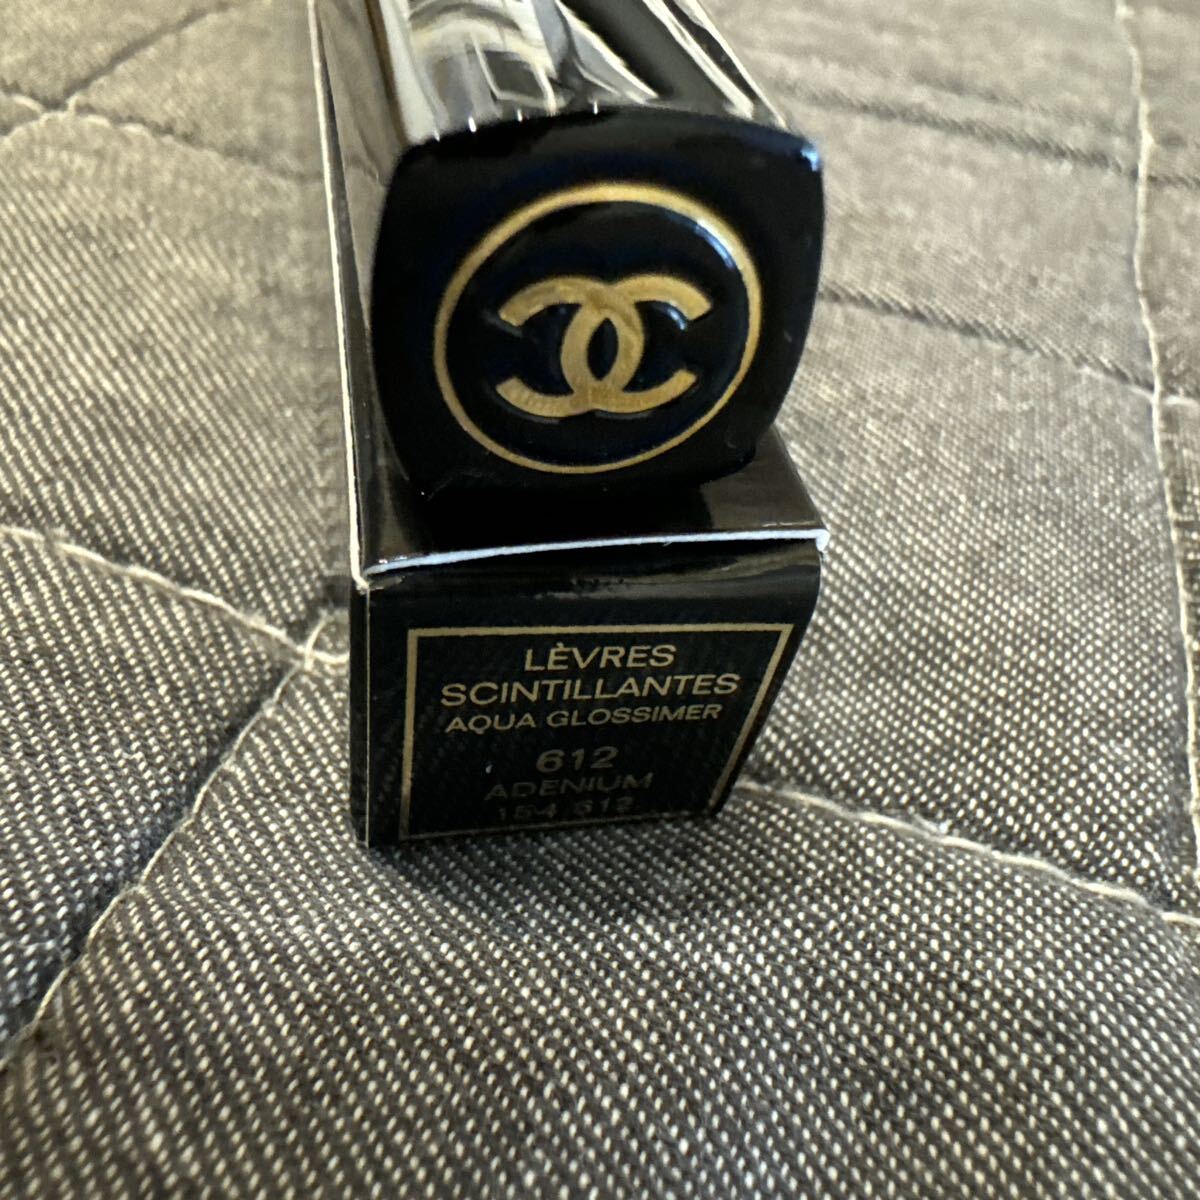 LÈVRES
SCINTILLANTES
AQUA GLOSSIMER
612
ADENIUM
154.612